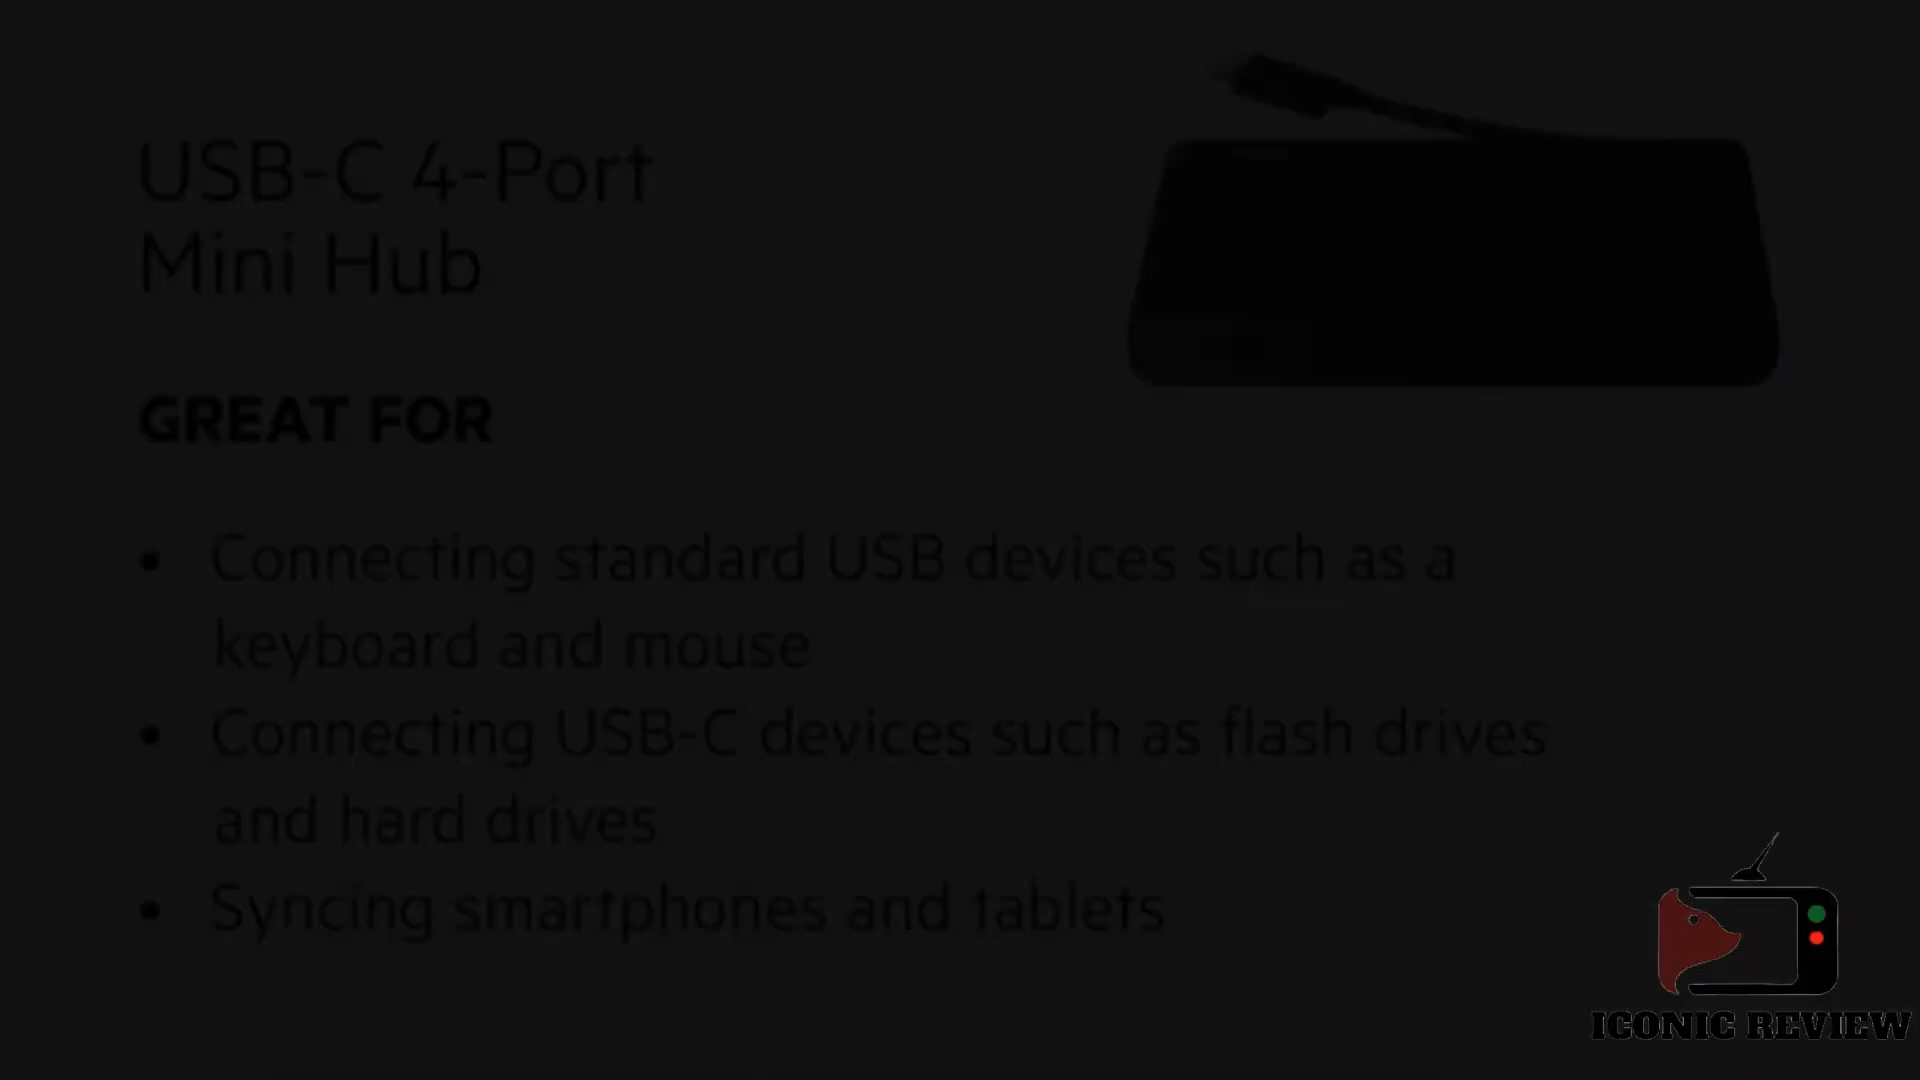 USB-C 4-Port
Mini Hub
GREAT FOR
• Connecting standard USB devices such as a
keyboard and mouse
• Connecting USB-C devices such as flash drives
and hard drives
• Syncing smartphones and tablets
ICONIC REVIEW